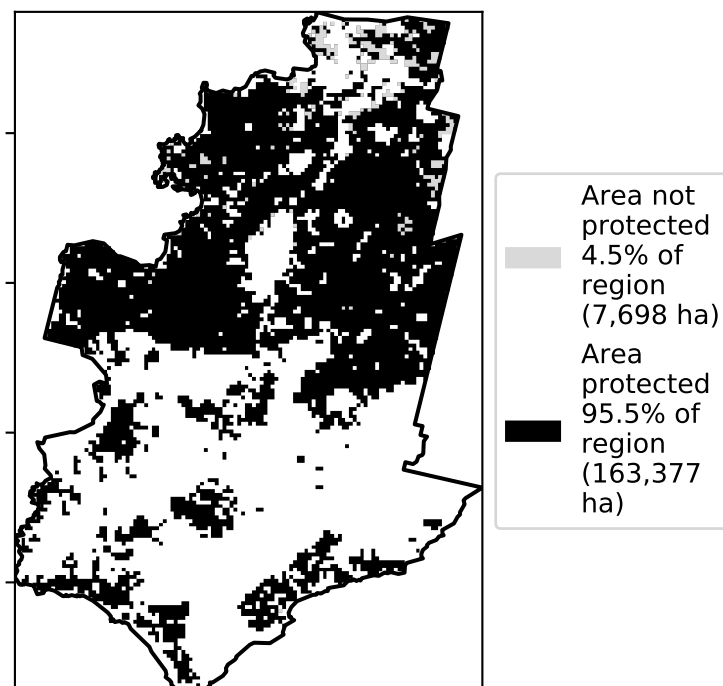 Area not
protected
4.5% of
region
(7,698 ha)
Area
protected
95.5% of
region
(163,377
ha)